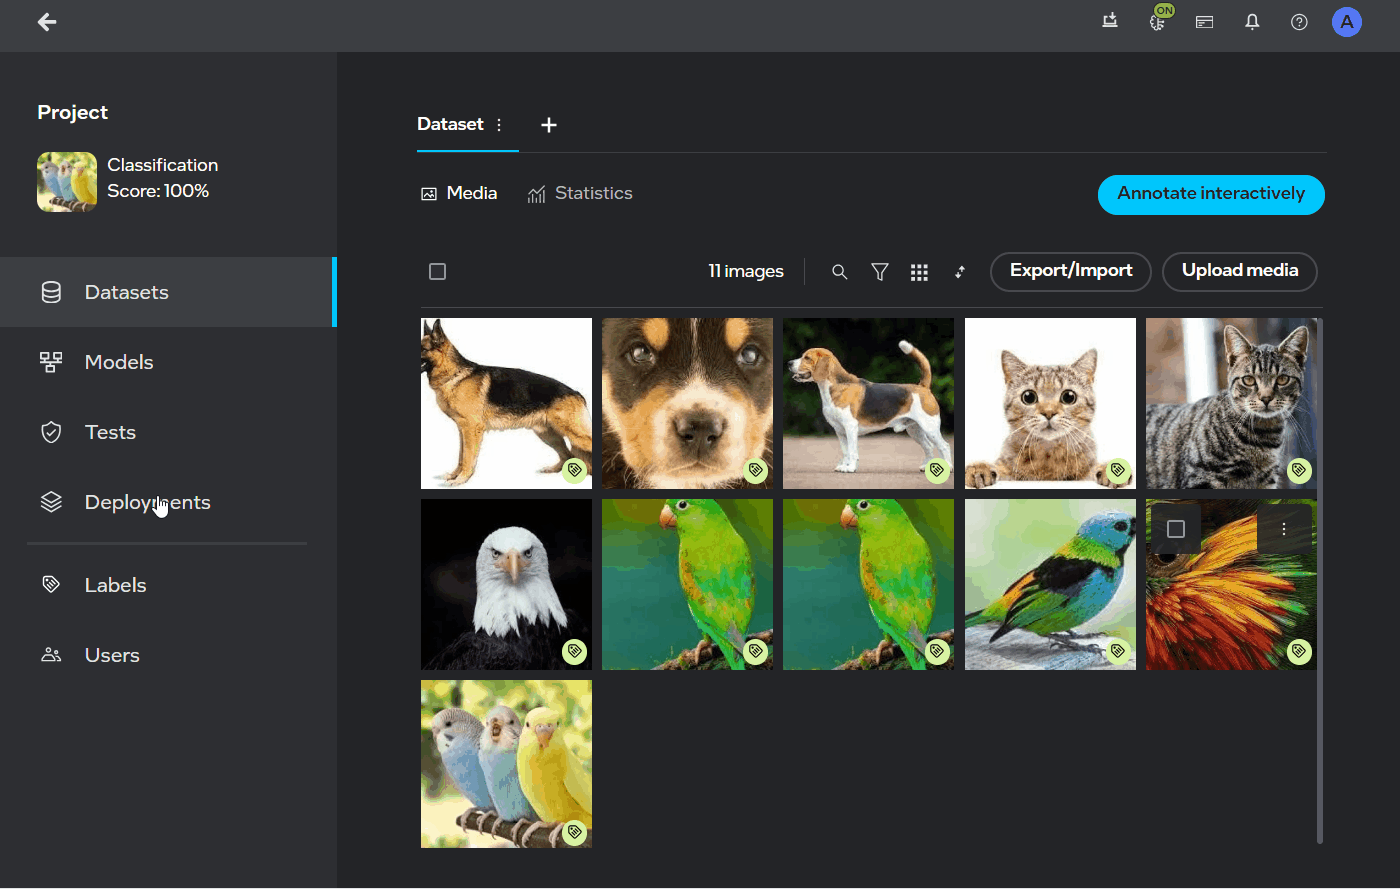 ON
A
Project
Classification
Score: 100%
Datasets
Models
Tests
Deployments
Labels
Users
Dataset
Media
Statistics
Annotate interactively
11 images
Export/Import
Upload media